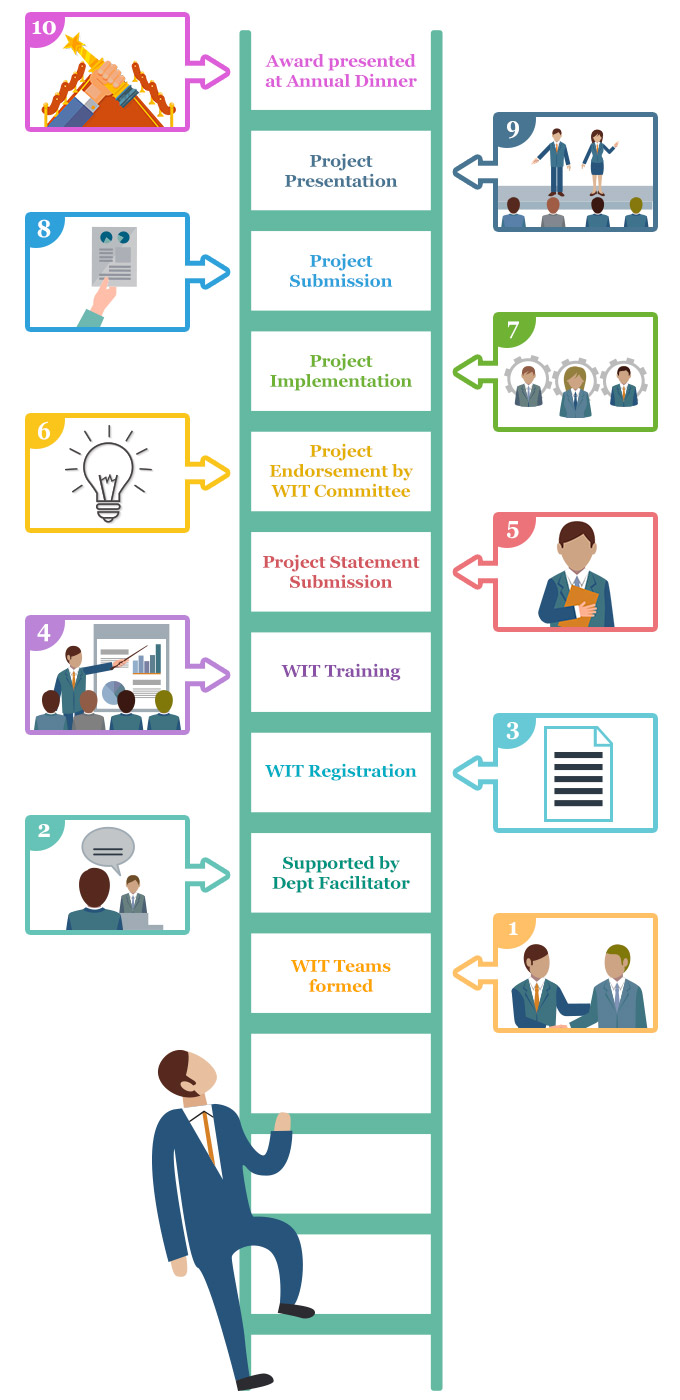 10
Award presented
at Annual Dinner
9
Project
Presentation
8
Project
Submission
7
Project
Implementation
6
Project
Endorsement by
WIT Committee
5
Project Statement
Submission
4
WIT Training
3
WIT Registration
2
Supported by
Dept Facilitator
1
WIT Teams
formed